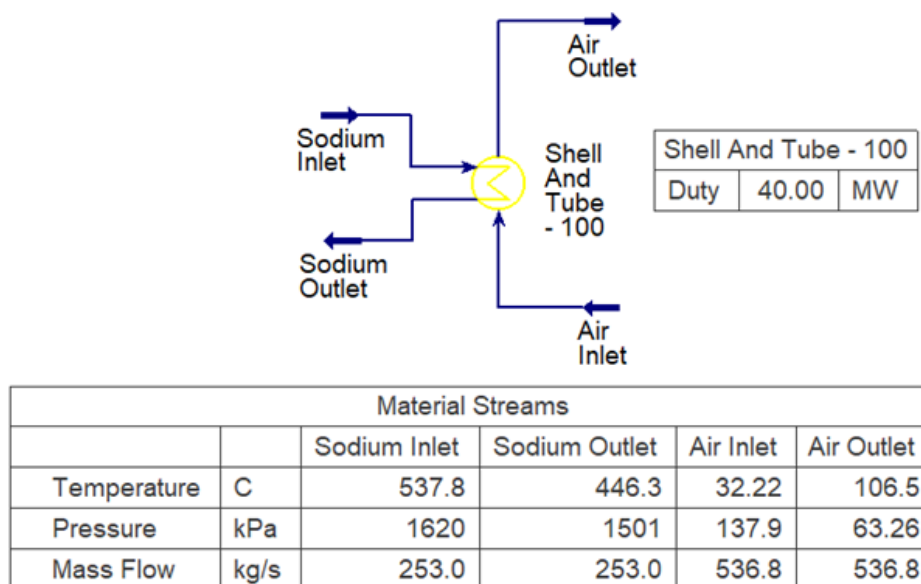 Air
Outlet
Sodium
Inlet
Shell
And
Tube
- 100
Shell And Tube - 100
Duty 40.00 MW
Sodium
Outlet
Air
Inlet
Material Streams
Sodium Inlet Sodium Outlet Air Inlet Air Outlet
Temperature C 537.8 446.3 32.22 106.5
Pressure kPa 1620 1501 137.9 63.26
Mass Flow kg/s 253.0 253.0 536.8 536.8